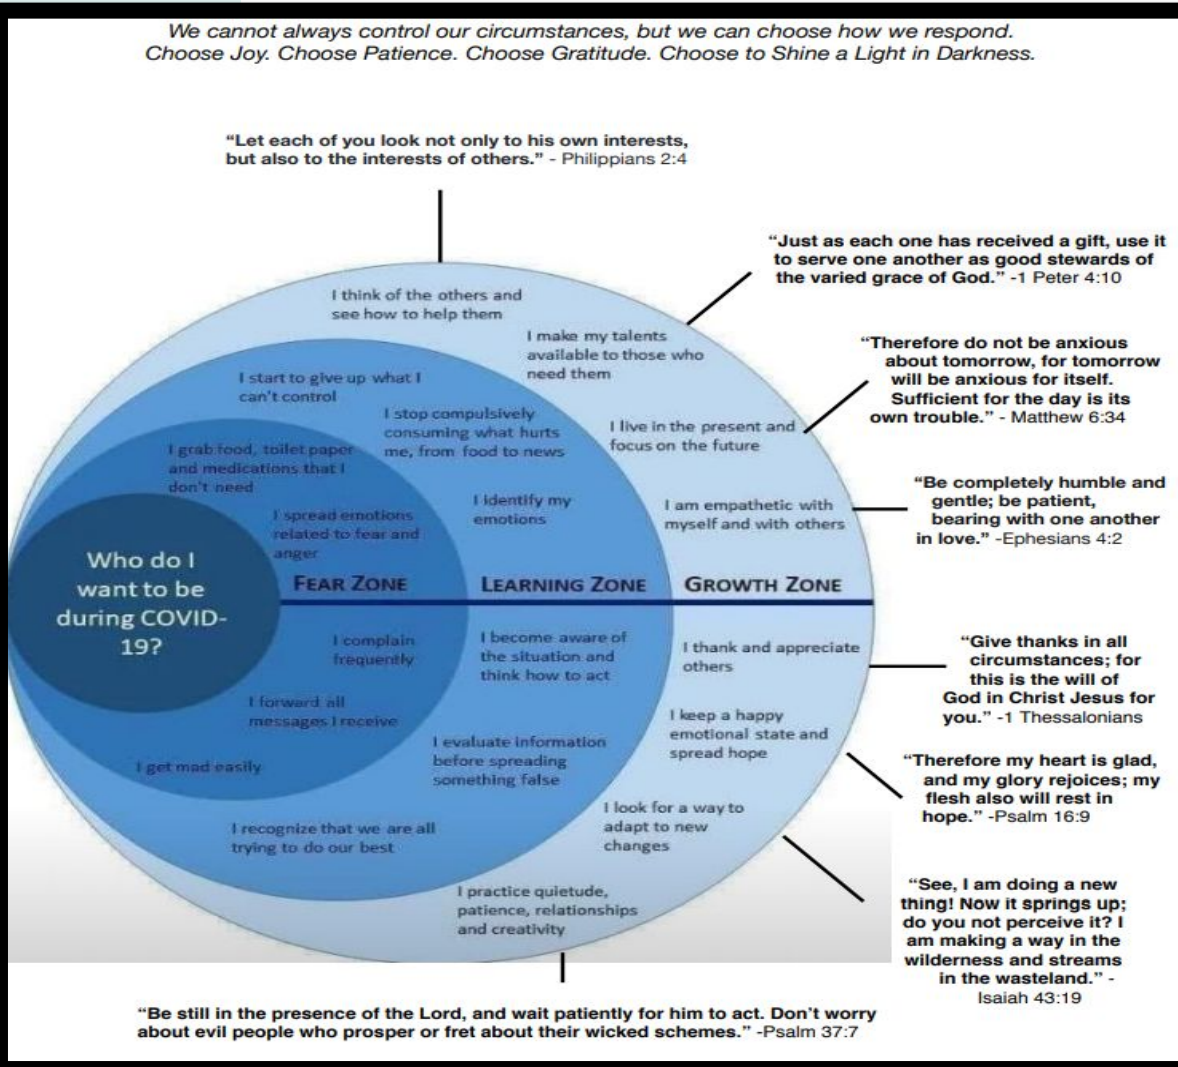 We cannot always control our circumstances, but we can choose how we respond.
Choose Joy. Choose Patience. Choose Gratitude. Choose to Shine a Light in Darkness.
“Let each of you look not only to his own interests,
but also to the interests of others.” - Philippians 2:4
“Just as each one has received a gift, use it
to serve one another as good stewards of
the varied grace of God.” -1 Peter 4:10
“Therefore do not be anxious
about tomorrow, for tomorrow
will be anxious for itself.
Sufficient for the day is its
own trouble.” - Matthew 6:34
“Be completely humble and
gentle; be patient,
bearing with one another
in love.” -Ephesians 4:2
“Give thanks in all
circumstances; for
this is the will of
God in Christ Jesus for
you.” -1 Thessalonians
“Therefore my heart is glad,
and my glory rejoices; my
flesh also will rest in
hope.” -Psalm 16:9
“See, I am doing a new
thing! Now it springs up;
do you not perceive it? I
am making a way in the
wilderness and streams
in the wasteland.” -
Isaiah 43:19
“Be still in the presence of the Lord, and wait patiently for him to act. Don’t worry
about evil people who prosper or fret about their wicked schemes.” -Psalm 37:7
Who do I
want to be
during COVID-
19?
FEAR ZONE
I grab food, toilet paper
and medications that I
don't need
I spread emotions
related to fear and
anger
I complain
frequently
I forward all
messages I receive
I get mad easily
LEARNING ZONE
I start to give up what I
can't control
I stop compulsively
consuming what hurts
me, from food to news
I identify my
emotions
I become aware of
the situation and
think how to act
I evaluate information
before spreading
something false
I recognize that we are all
trying to do our best
GROWTH ZONE
I think of the others and
see how to help them
I make my talents
available to those who
need them
I live in the present and
focus on the future
I am empathetic with
myself and with others
I thank and appreciate
others
I keep a happy
emotional state and
spread hope
I look for a way to
adapt to new
changes
I practice quietude,
patience, relationships
and creativity